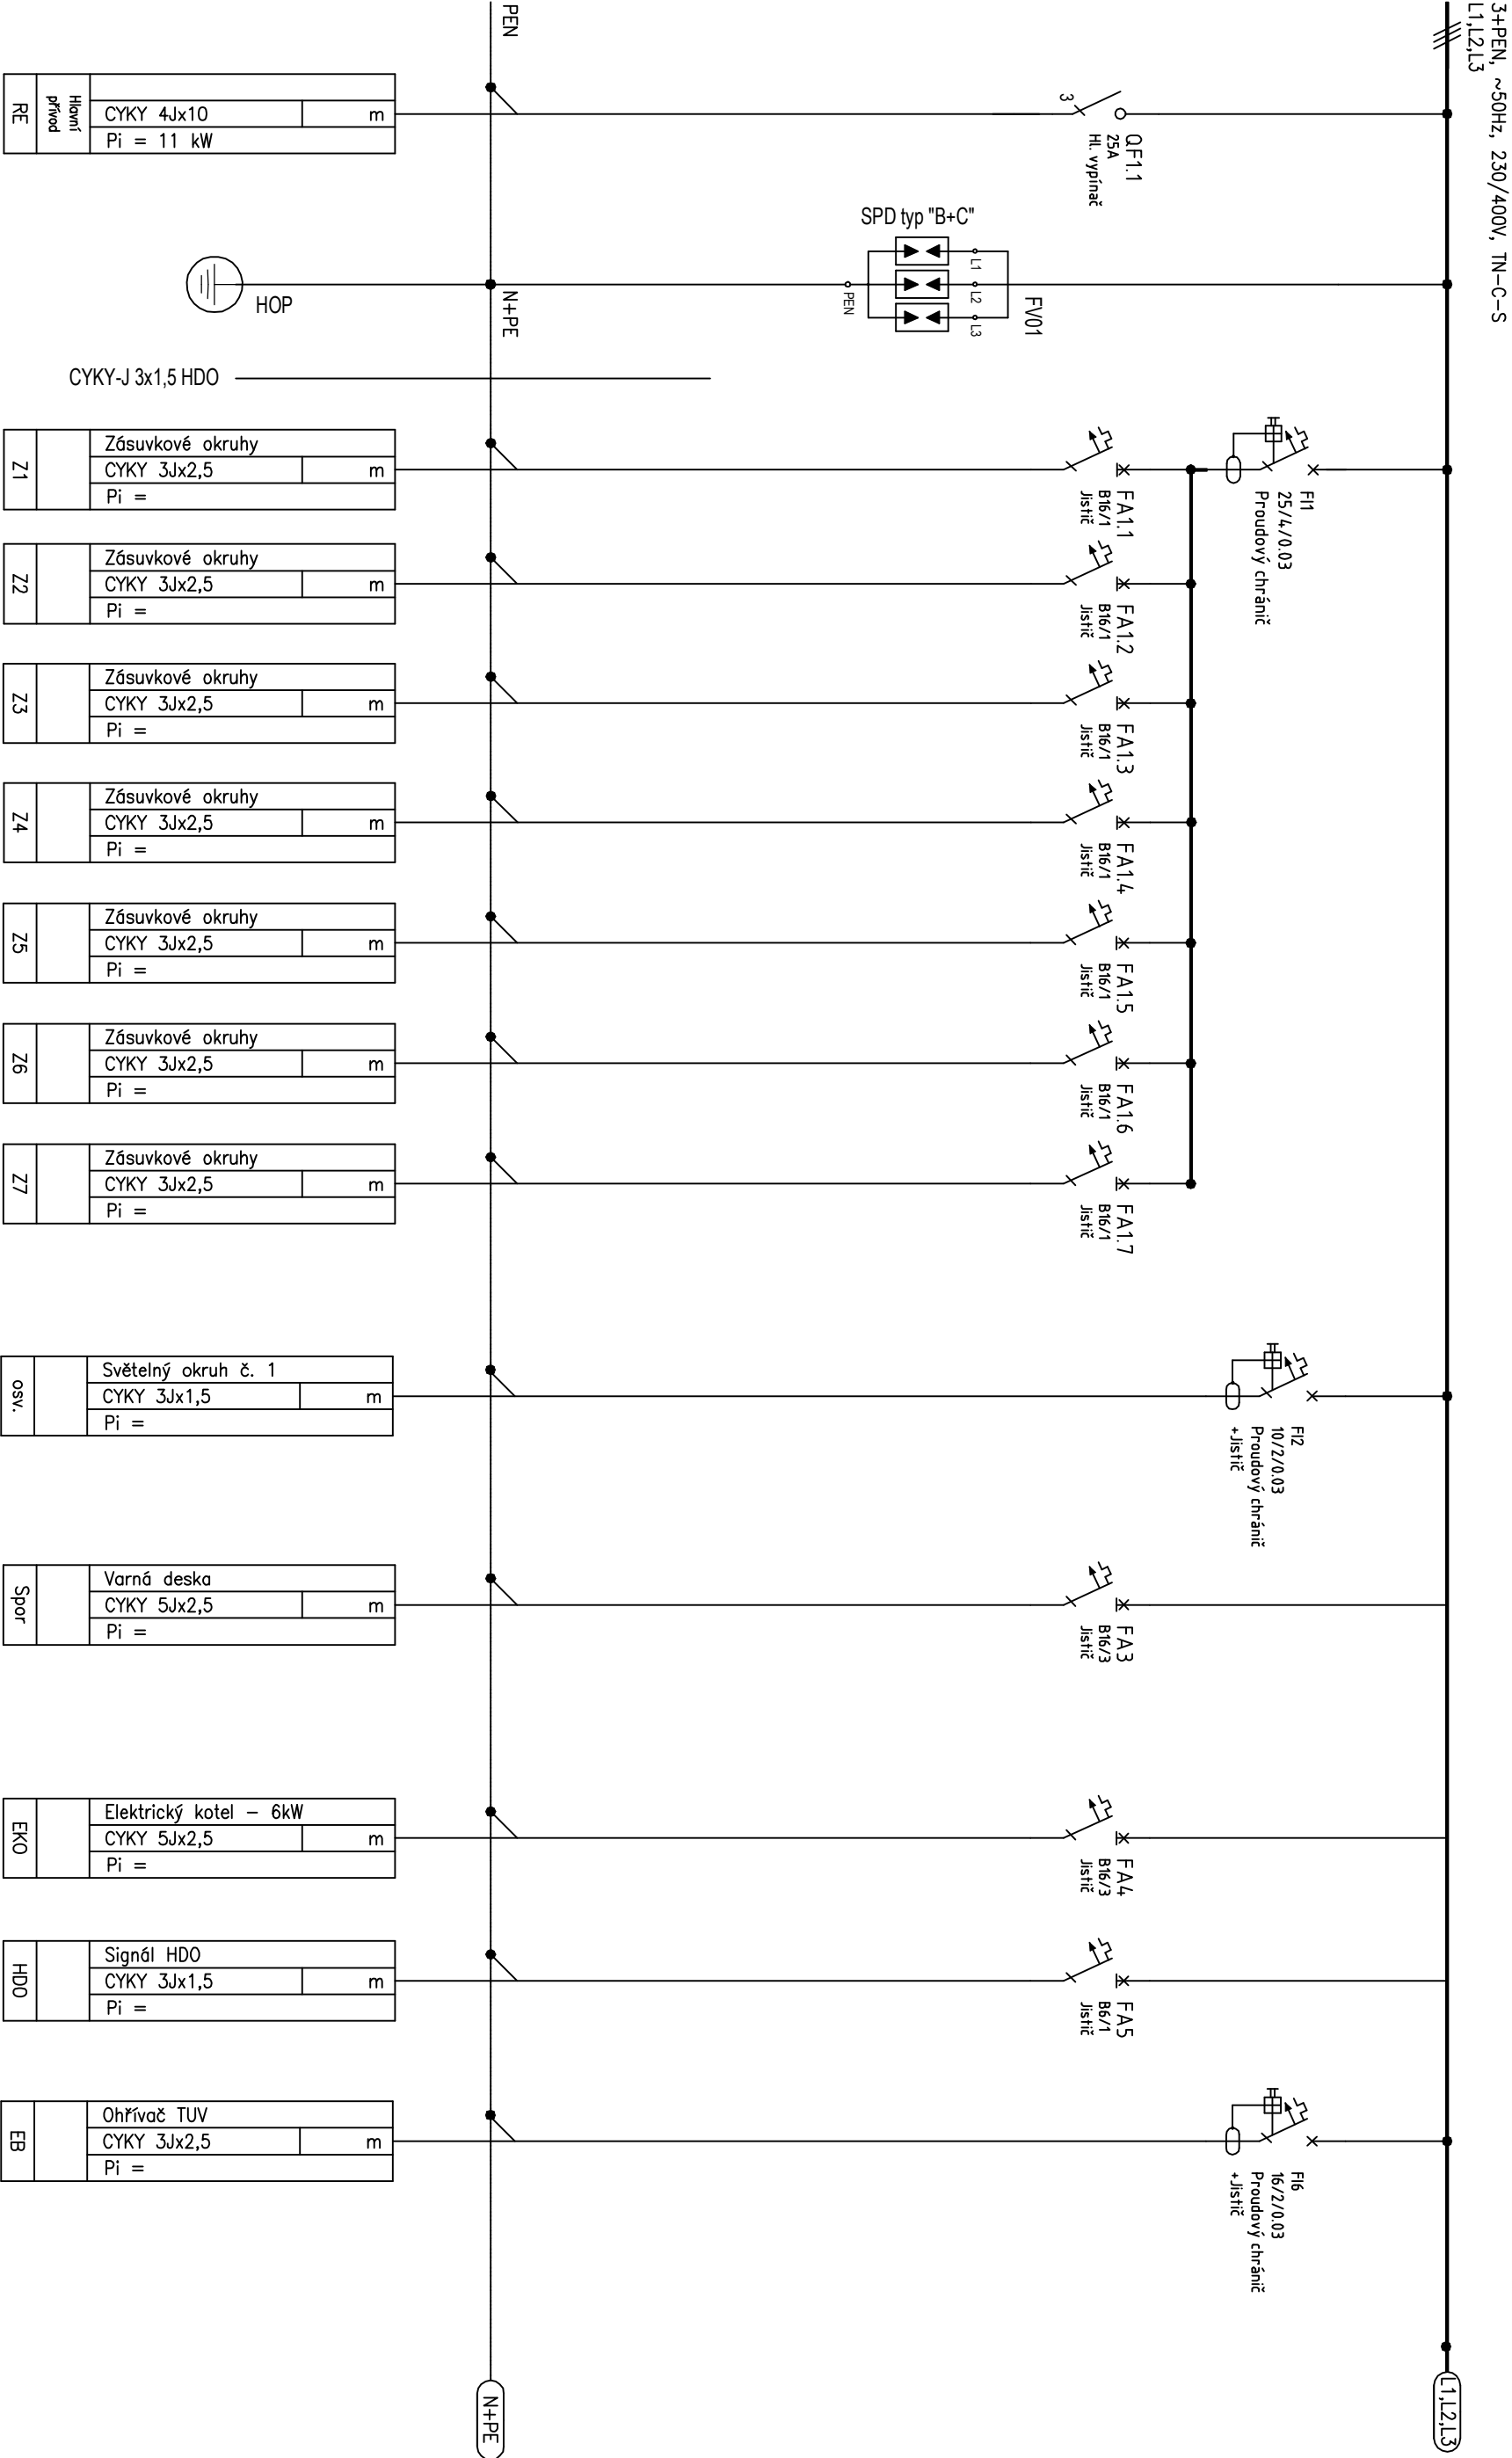 3+PEN, ~50Hz, 230/400V, TN-C-S
L1,L2,L3
PEN
RE
Hlavní
přívod
CYKY 4Jx10 m
Pi = 11 kW
3
QF1.1
25A
Hl. vypínač
SPD typ "B+C"
L1
L2
L3
PEN
FV01
HOP
N+PE
CYKY-J 3x1,5 HDO
FI1
25/4/0.03
Proudový chránič
Z1
Zásuvkové okruhy
CYKY 3Jx2,5 m
Pi =
FA1.1
B16/1
Jistič
Z2
Zásuvkové okruhy
CYKY 3Jx2,5 m
Pi =
FA1.2
B16/1
Jistič
Z3
Zásuvkové okruhy
CYKY 3Jx2,5 m
Pi =
FA1.3
B16/1
Jistič
Z4
Zásuvkové okruhy
CYKY 3Jx2,5 m
Pi =
FA1.4
B16/1
Jistič
Z5
Zásuvkové okruhy
CYKY 3Jx2,5 m
Pi =
FA1.5
B16/1
Jistič
Z6
Zásuvkové okruhy
CYKY 3Jx2,5 m
Pi =
FA1.6
B16/1
Jistič
Z7
Zásuvkové okruhy
CYKY 3Jx2,5 m
Pi =
FA1.7
B16/1
Jistič
osv.
Světelný okruh č. 1
CYKY 3Jx1,5 m
Pi =
FI2
10/2/0.03
Proudový chránič
+Jistič
Spor
Varná deska
CYKY 5Jx2,5 m
Pi =
FA3
B16/3
Jistič
EKO
Elektrický kotel - 6kW
CYKY 5Jx2,5 m
Pi =
FA4
B16/3
Jistič
HDO
Signál HDO
CYKY 3Jx1,5 m
Pi =
FA5
B6/1
Jistič
EB
Ohřívač TUV
CYKY 3Jx2,5 m
Pi =
FI6
16/2/0.03
Proudový chránič
+Jistič
N+PE
L1,L2,L3